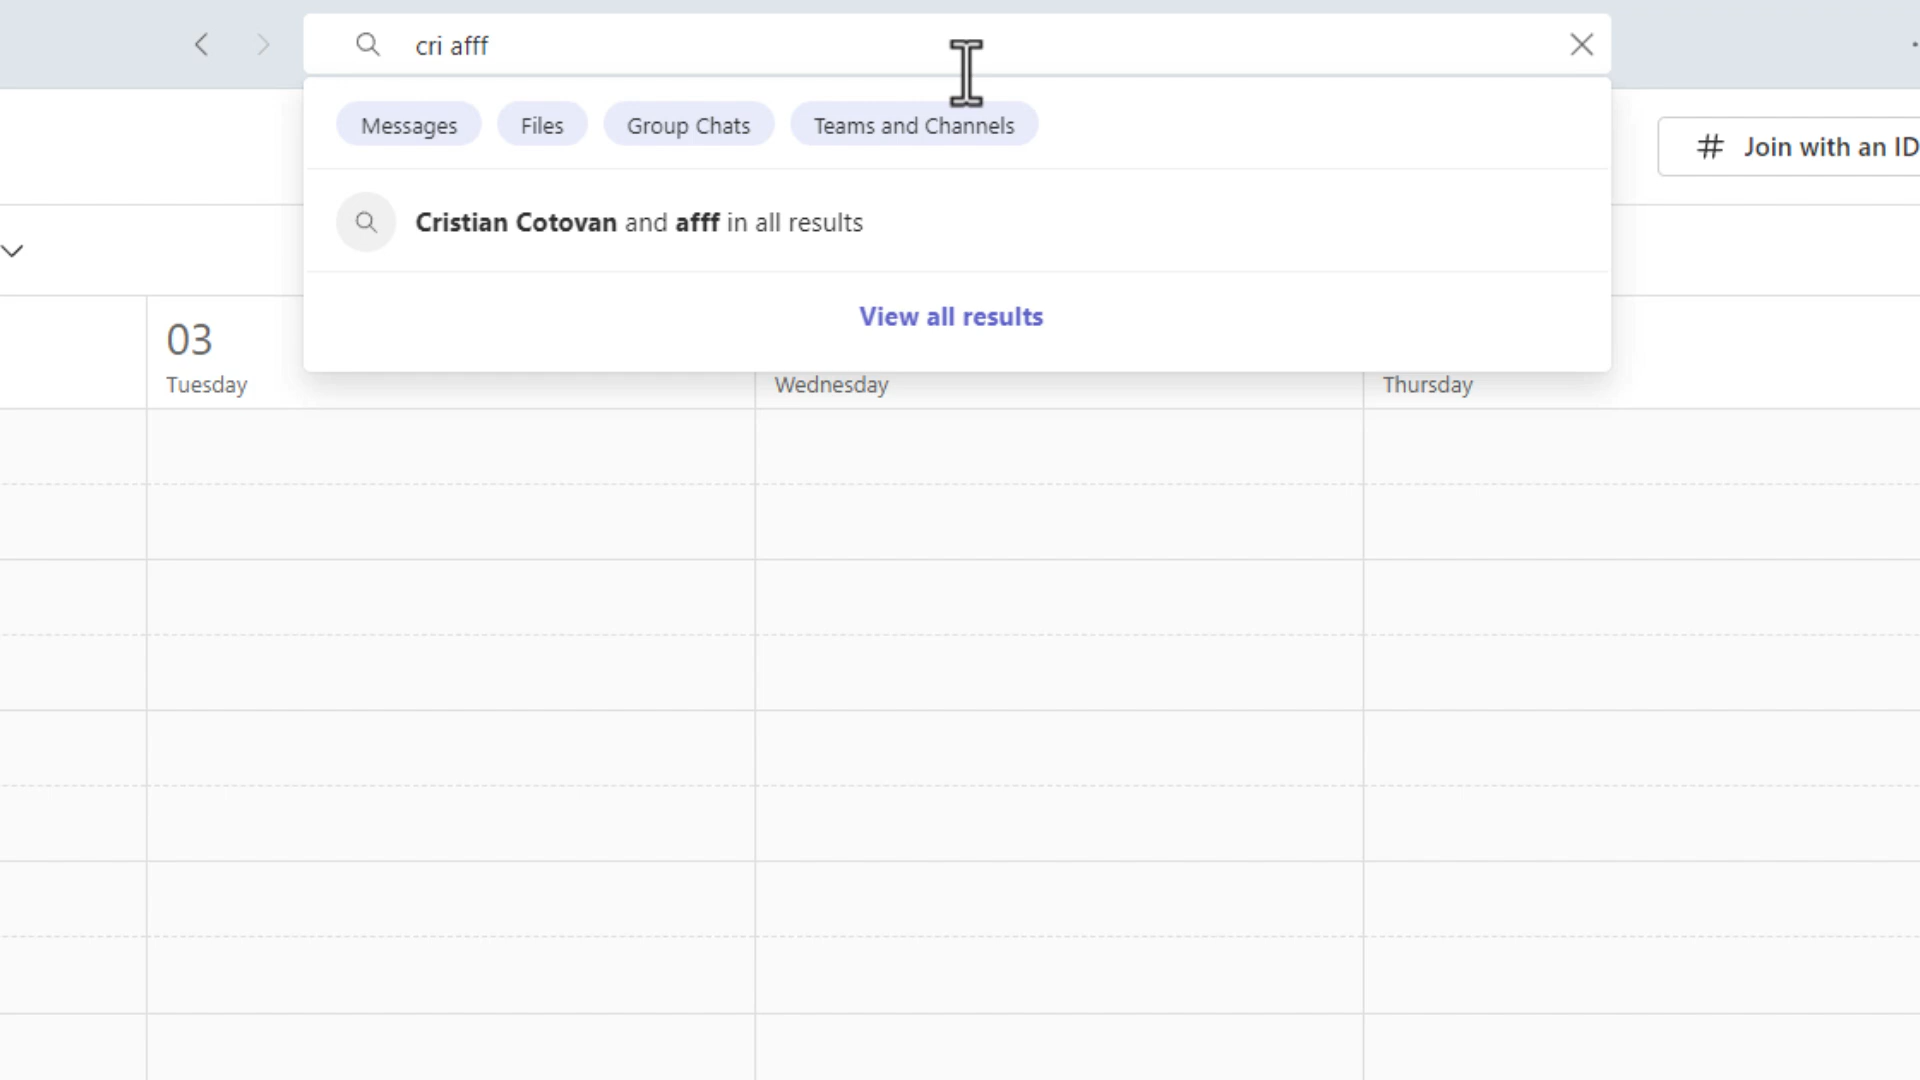 cri afff
Messages Files Group Chats Teams and Channels
# Join with an ID
Cristian Cotovan and afff in all results
View all results
03
Tuesday Wednesday Thursday